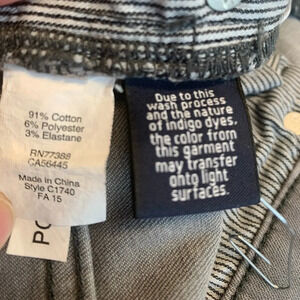 91% Cotton
6% Polyester
3% Elastane
RN77388
CA56445
Made in China
Style C1740
FA 15
PO
Due to this
wash process
and the nature
of indigo dyes,
the color from
this garment
may transfer
onto light
surfaces.